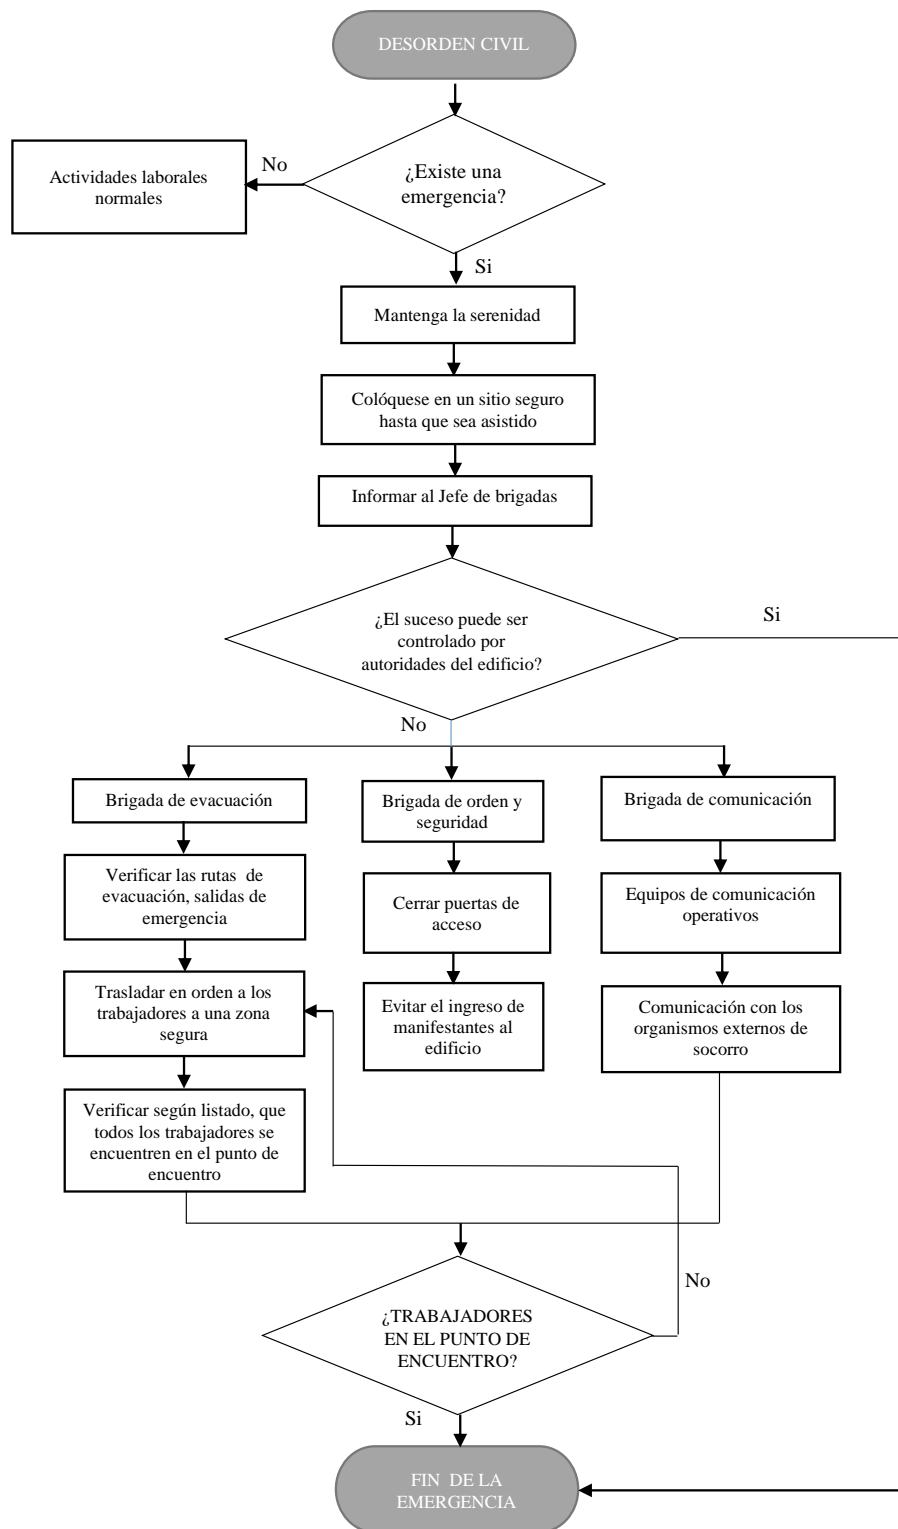 DESORDEN CIVIL
¿Existe una
emergencia?
No
Actividades laborales
normales
Si
Mantenga la serenidad
Colóquese en un sitio seguro
hasta que sea asistido
Informar al Jefe de brigadas
¿El suceso puede ser
controlado por
autoridades del edificio?
Si
No
Brigada de evacuación
Verificar las rutas de
evacuación, salidas de
emergencia
Trasladar en orden a los
trabajadores a una zona
segura
Verificar según listado, que
todos los trabajadores se
encuentren en el punto de
encuentro
Brigada de orden y
seguridad
Cerrar puertas de
acceso
Evitar el ingreso de
manifestantes al
edificio
Brigada de comunicación
Equipos de comunicación
operativos
Comunicación con los
organismos externos de
socorro
¿TRABAJADORES
EN EL PUNTO DE
ENCUENTRO?
No
Si
FIN DE LA
EMERGENCIA